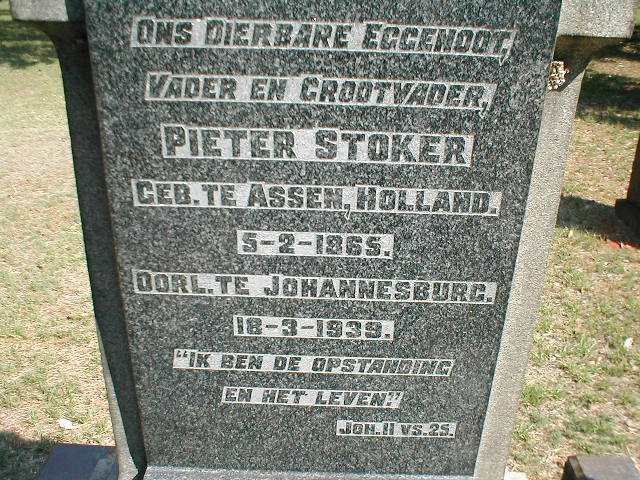 ONS DIERBARE EGGENOOT,
VADER EN GROOTVADER,
PIETER STOKER
GEB. TE ASSEN, HOLLAND.
5-2-1865.
OORL. TE JOHANNESBURG.
18-3-1939.
"IK BEN DE OPSTANDING
EN HET LEVEN."
JOH. 11 VS. 25.